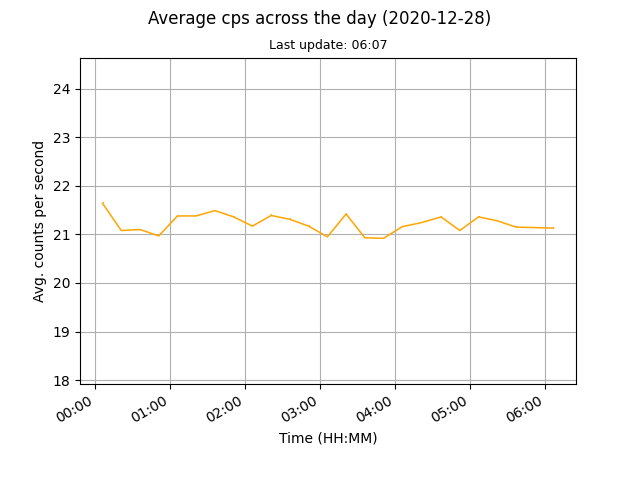 Average cps across the day (2020-12-28)
Last update: 06:07
24
23
22
21
20
19
18
Avg. counts per second
00:00 01:00 02:00 03:00 04:00 05:00 06:00
Time (HH:MM)